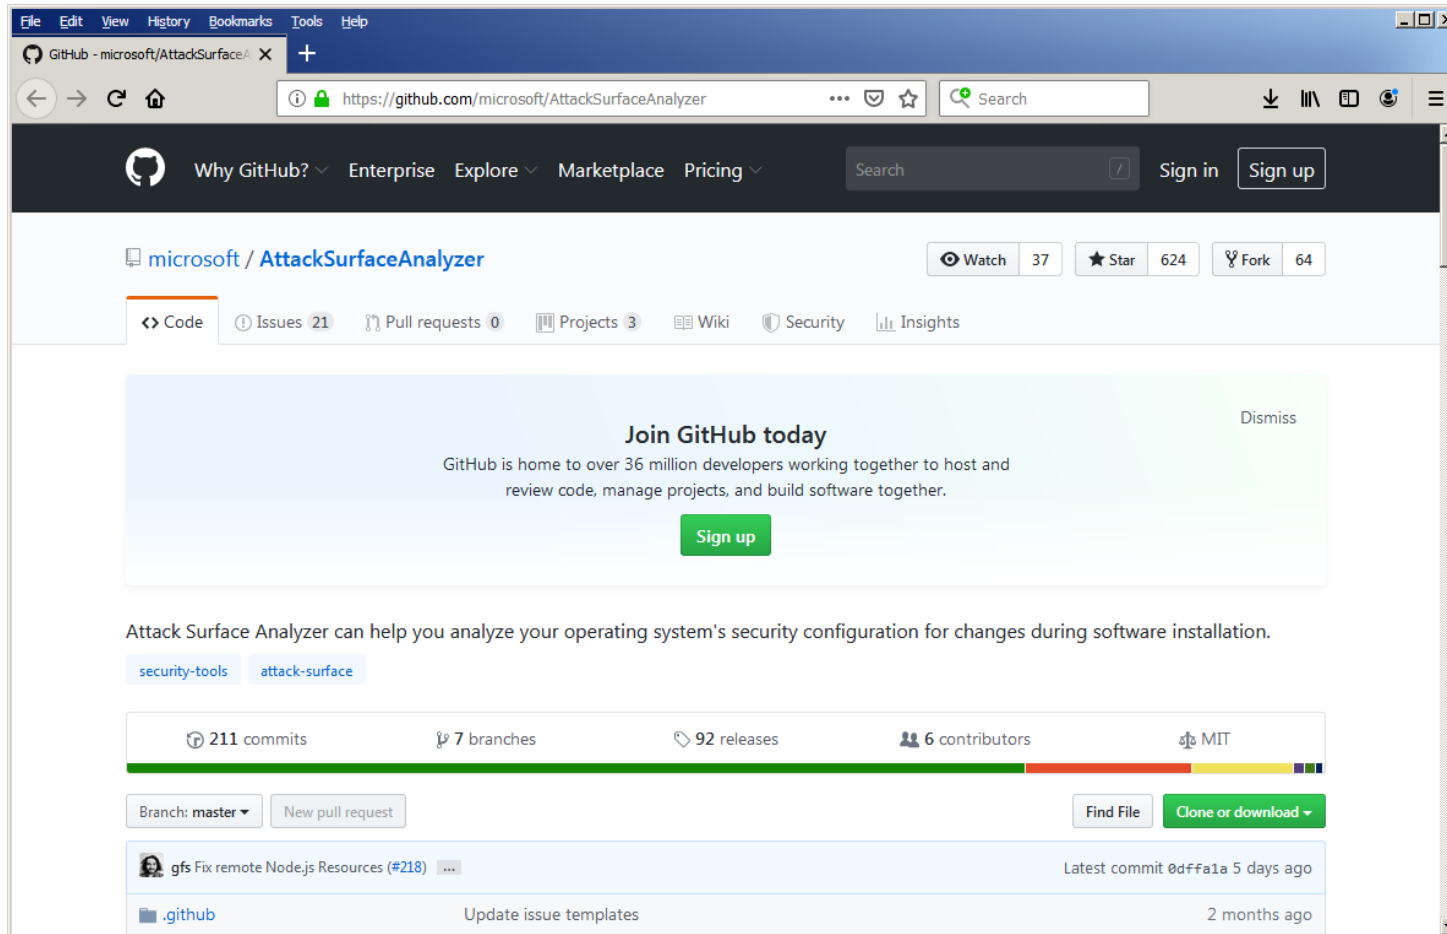 File Edit View History Bookmarks Tools Help
GitHub - microsoft/AttackSurfaceA
https://github.com/microsoft/AttackSurfaceAnalyzer
Search
Why GitHub? Enterprise Explore Marketplace Pricing Search / Sign in Sign up
microsoft / AttackSurfaceAnalyzer Watch 37 Star 624 Fork 64
Code Issues 21 Pull requests 0 Projects 3 Wiki Security Insights
Dismiss
Join GitHub today
GitHub is home to over 36 million developers working together to host and
review code, manage projects, and build software together.
Sign up
Attack Surface Analyzer can help you analyze your operating system's security configuration for changes during software installation.
security-tools attack-surface
211 commits 7 branches 92 releases 6 contributors MIT
Branch: master New pull request Find File Clone or download
gfs Fix remote Node.js Resources (#218) ... Latest commit 0dffa1a 5 days ago
.github Update issue templates 2 months ago